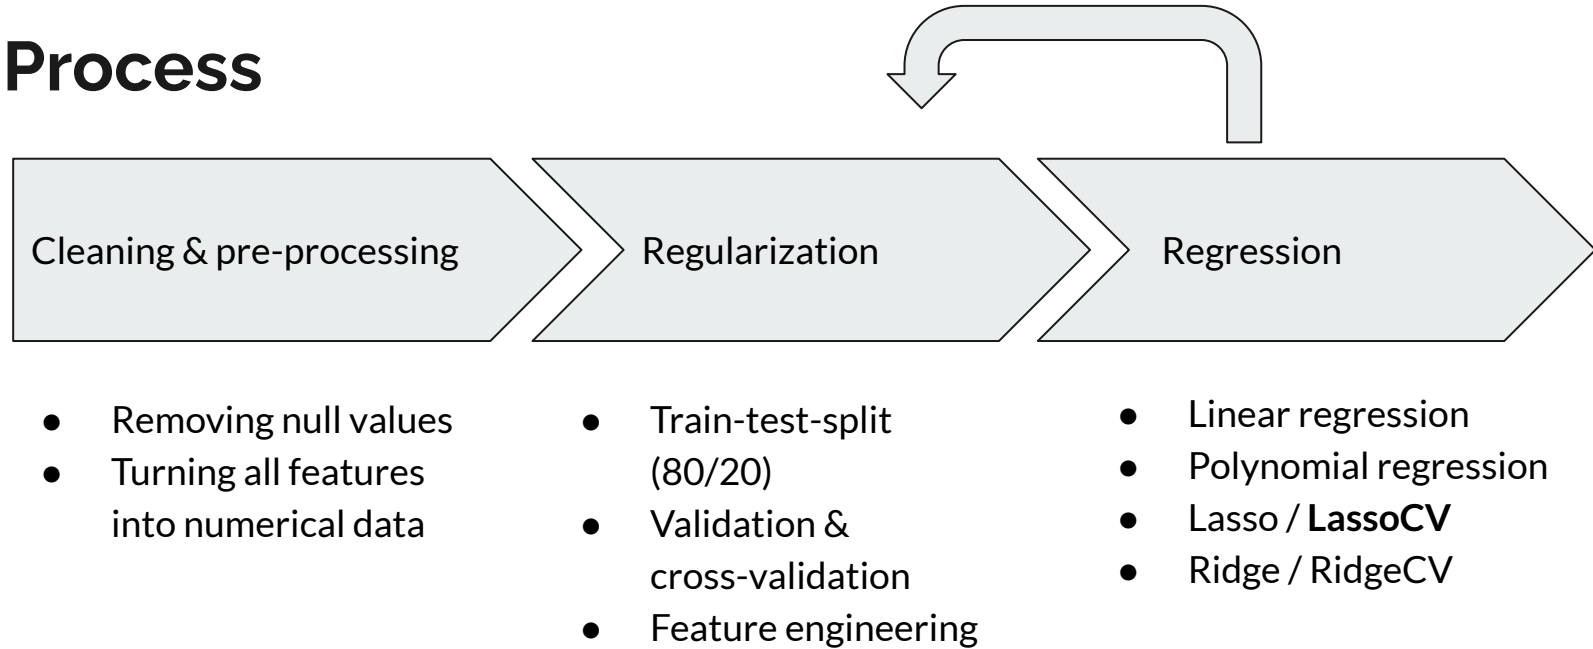 Process
Cleaning & pre-processing
Regularization
Regression
● Removing null values
● Turning all features
into numerical data
● Train-test-split
(80/20)
● Validation &
cross-validation
● Feature engineering
● Linear regression
● Polynomial regression
● Lasso / LassoCV
● Ridge / RidgeCV